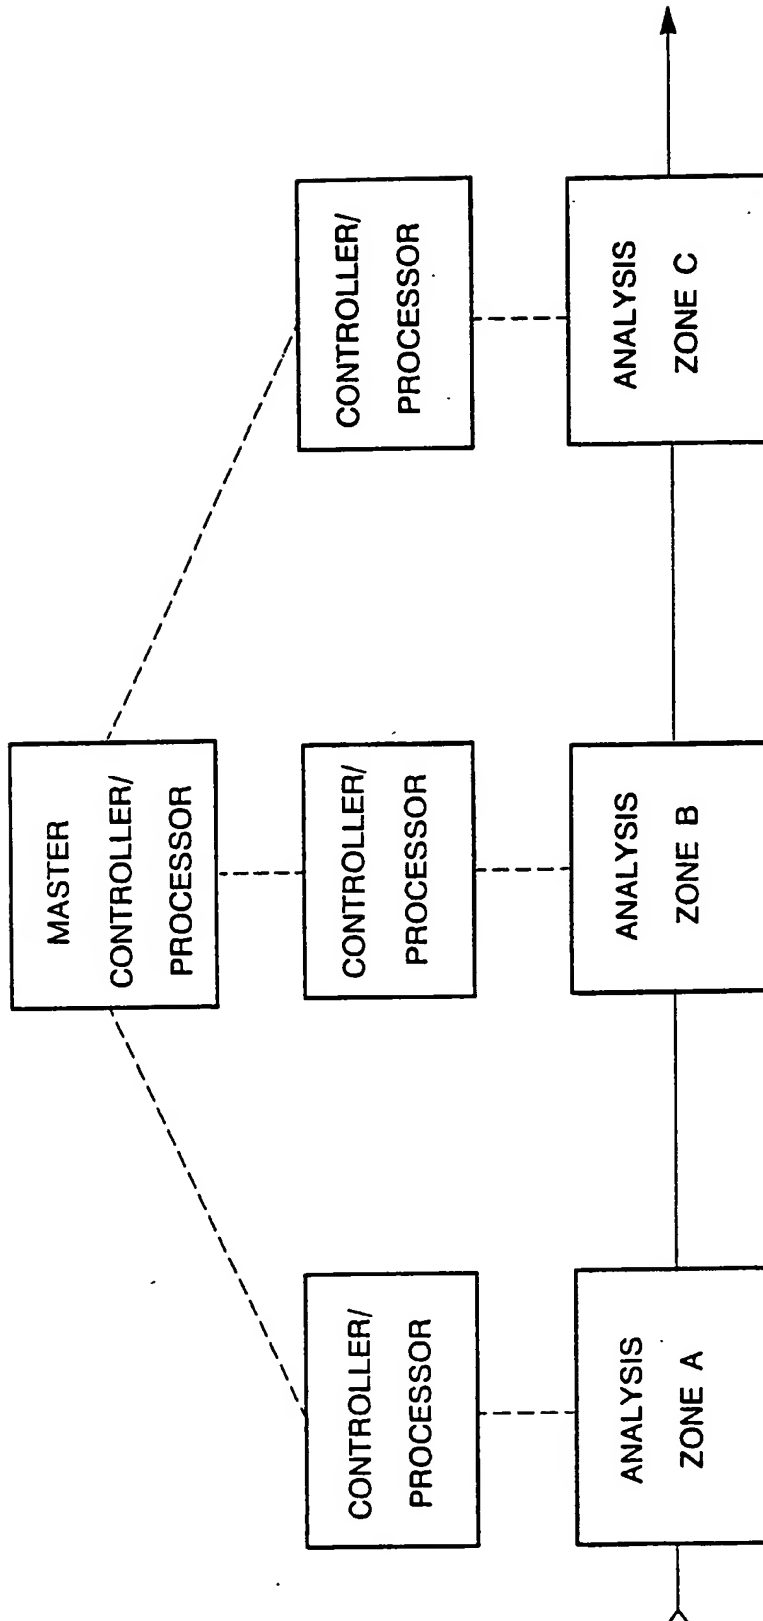 MASTER
CONTROLLER/
PROCESSOR
CONTROLLER/
PROCESSOR
CONTROLLER/
PROCESSOR
CONTROLLER/
PROCESSOR
ANALYSIS
ZONE A
ANALYSIS
ZONE B
ANALYSIS
ZONE C